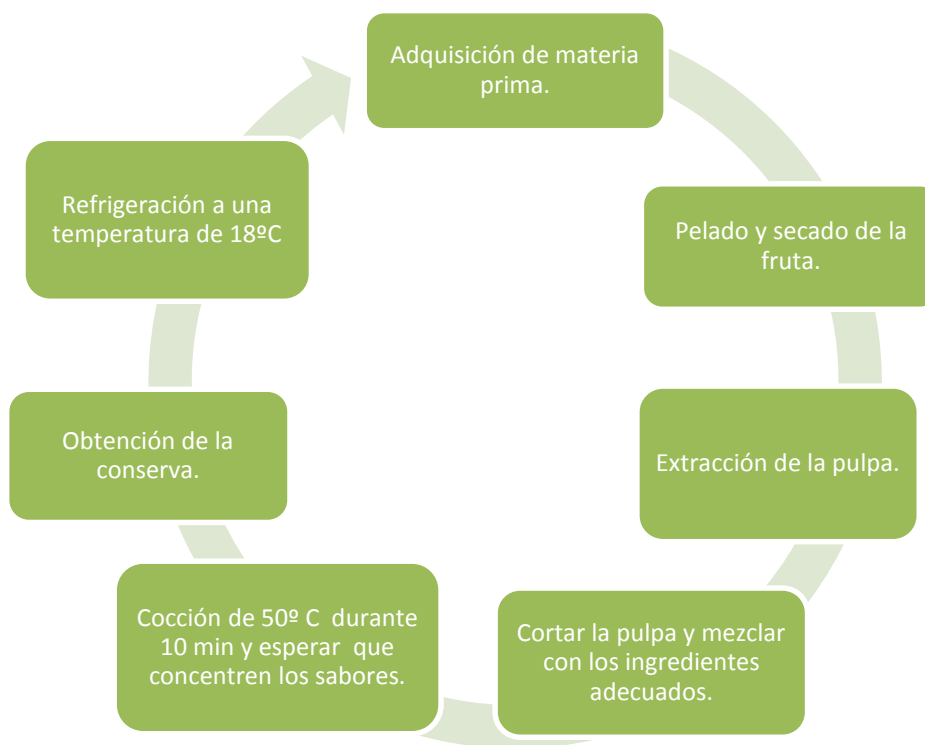 Adquisición de materia
prima.
Pelado y secado de la
fruta.
Extracción de la pulpa.
Cortar la pulpa y mezclar
con los ingredientes
adecuados.
Cocción de 50º C  durante
10 min y esperar  que
concentren los sabores.
Obtención de la
conserva.
Refrigeración a una
temperatura de 18ºC